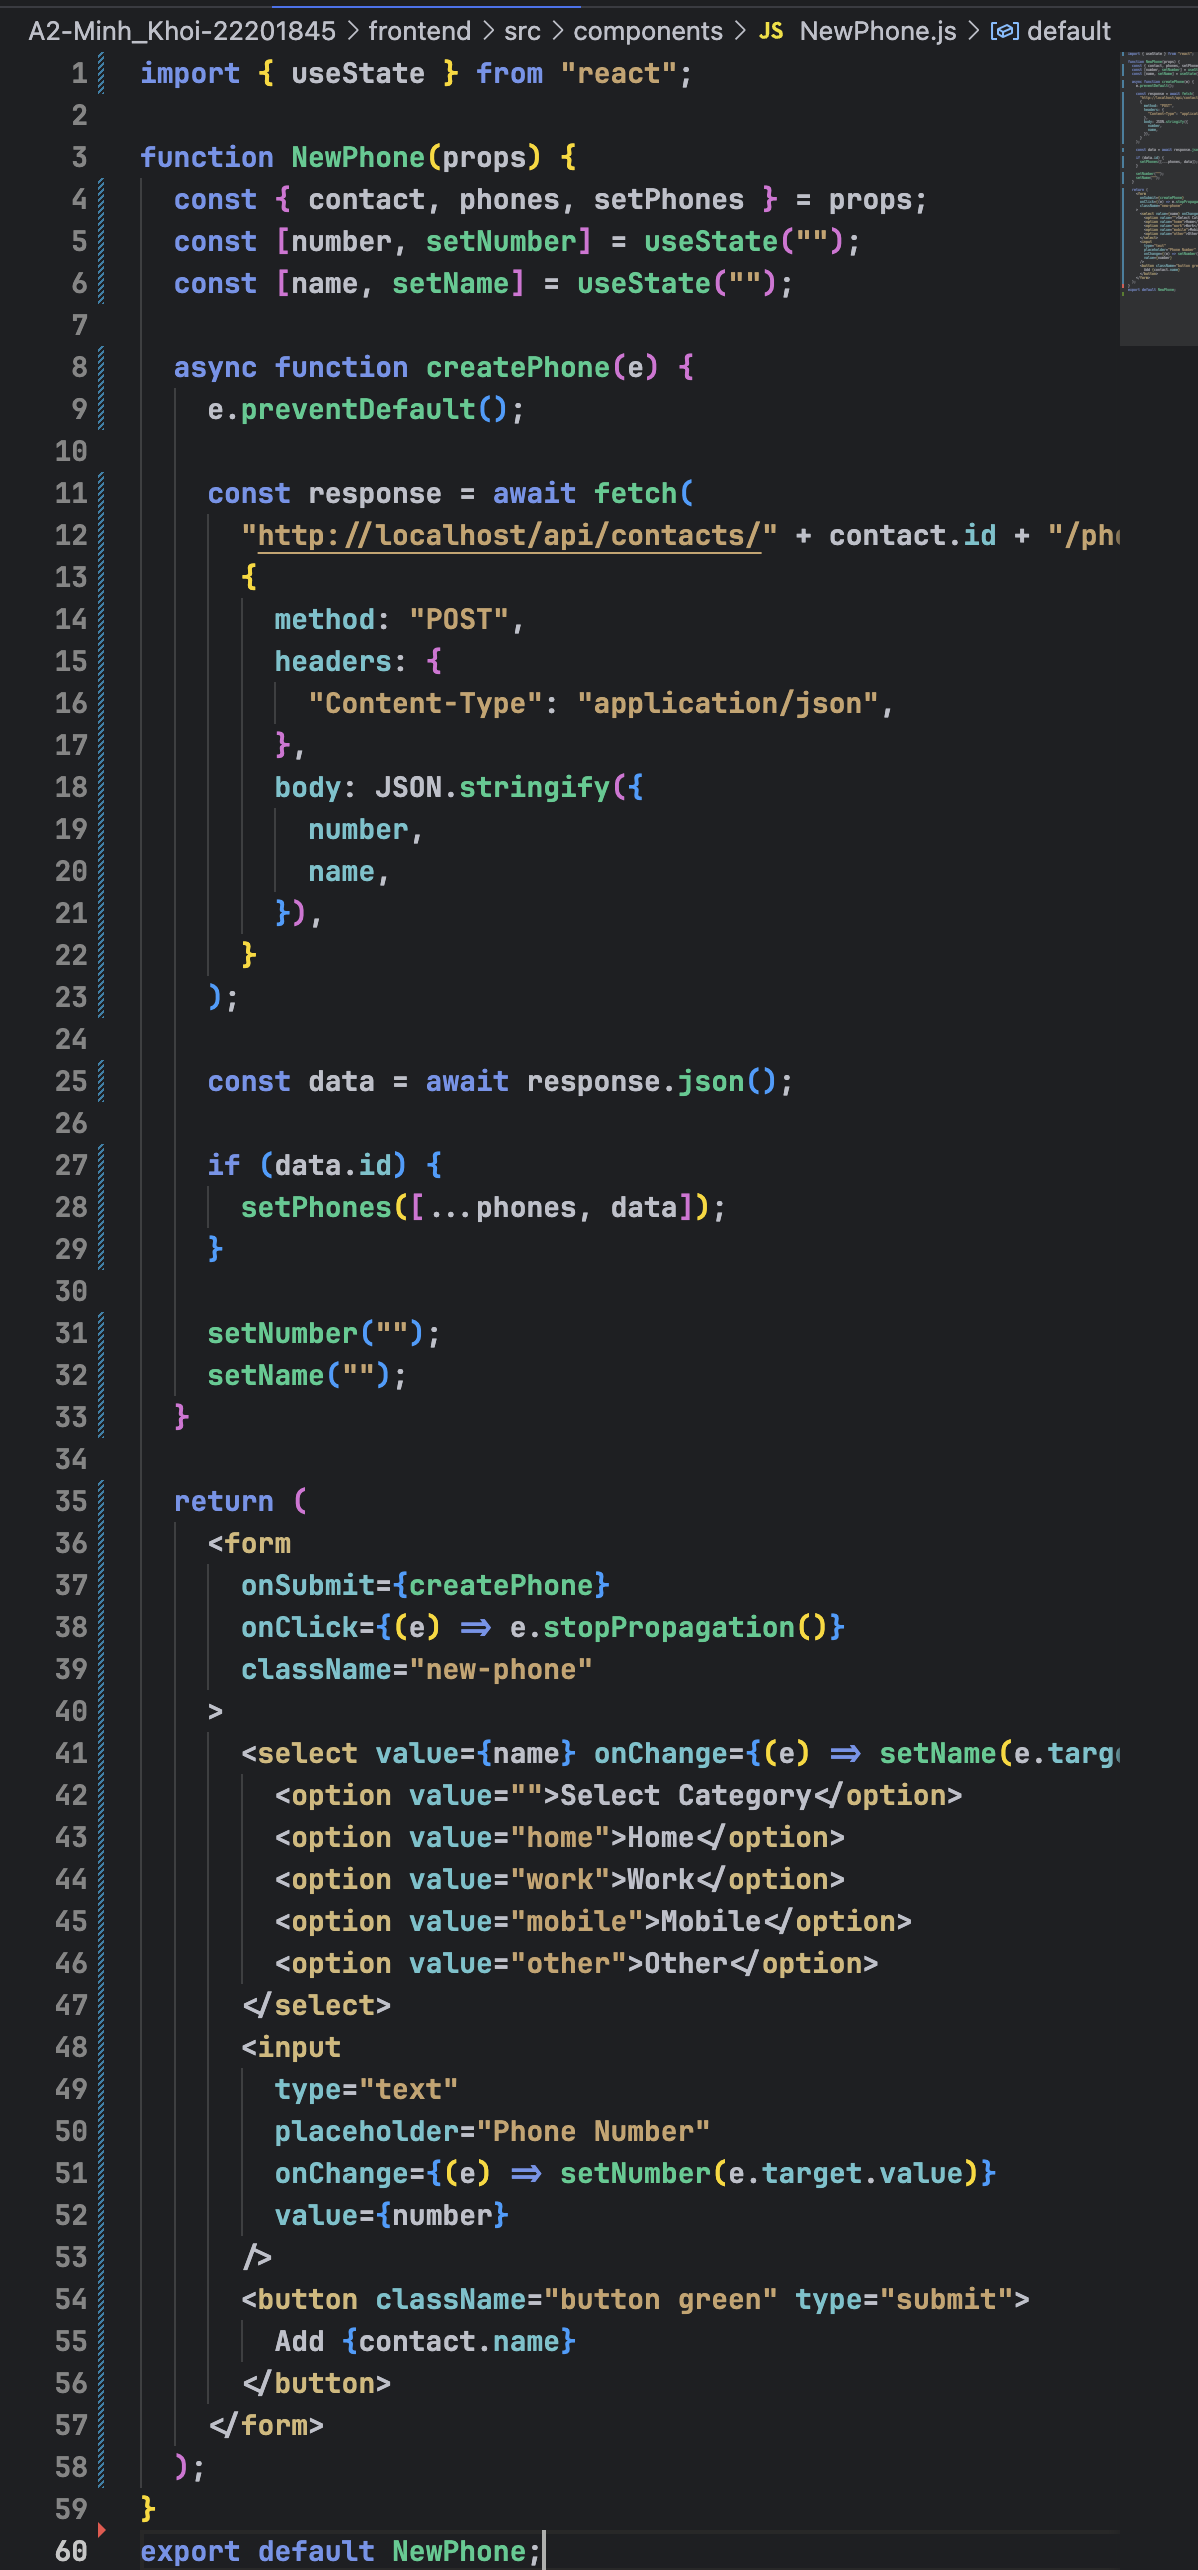 A2-Minh_Khoi-22201845 > frontend > src > components > JS NewPhone.js > default
1 import { useState } from "react";
2
3 function NewPhone(props) {
4 const { contact, phones, setPhones } = props;
5 const [number, setNumber] = useState("");
6 const [name, setName] = useState("");
7
8 async function createPhone(e) {
9 e.preventDefault();
10
11 const response = await fetch(
12 "http://localhost/api/contacts/" + contact.id + "/pho
13 {
14 method: "POST",
15 headers: {
16 "Content-Type": "application/json",
17 },
18 body: JSON.stringify({
19 number,
20 name,
21 }),
22 }
23 );
24
25 const data = await response.json();
26
27 if (data.id) {
28 setPhones([...phones, data]);
29 }
30
31 setNumber("");
32 setName("");
33 }
34
35 return (
36 <form
37 onSubmit={createPhone}
38 onClick={(e) => e.stopPropagation()}
39 className="new-phone"
40 >
41 <select value={name} onChange={(e) => setName(e.targe
42 <option value="">Select Category</option>
43 <option value="home">Home</option>
44 <option value="work">Work</option>
45 <option value="mobile">Mobile</option>
46 <option value="other">Other</option>
47 </select>
48 <input
49 type="text"
50 placeholder="Phone Number"
51 onChange={(e) => setNumber(e.target.value)}
52 value={number}
53 />
54 <button className="button green" type="submit">
55 Add {contact.name}
56 </button>
57 </form>
58 );
59 }
60 export default NewPhone;